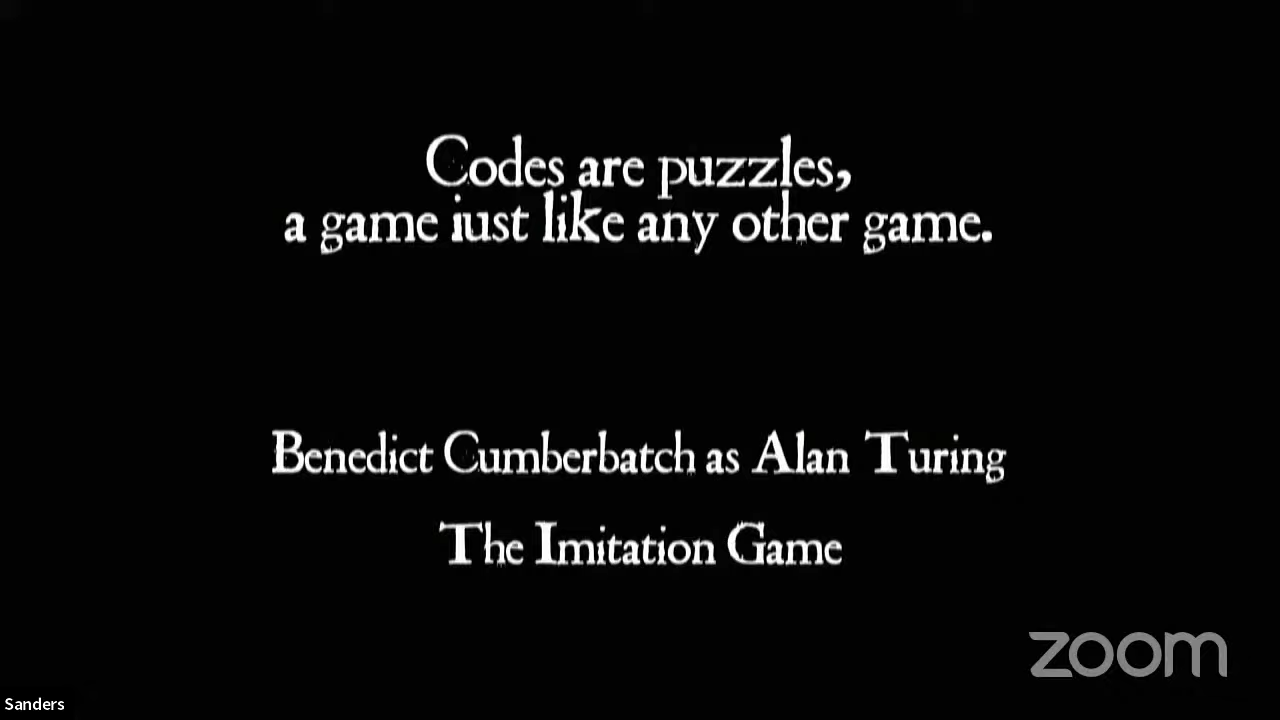 Codes are puzzles,
a game iust like any other game.
Benedict Cumberbatch as Alan Turing
The Imitation Game
zoom
Sanders